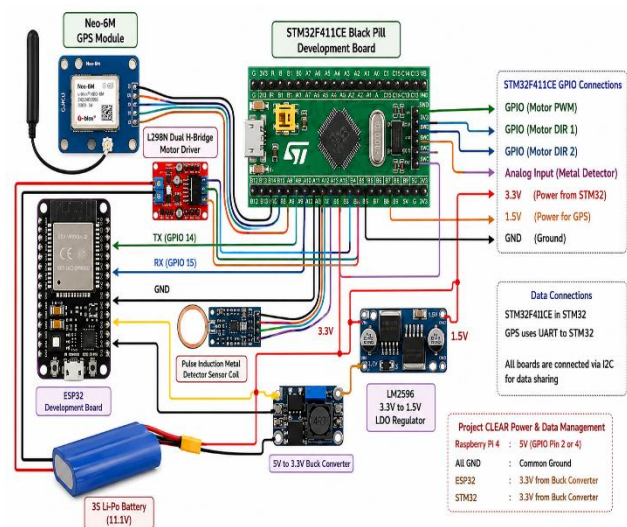 Neo-6M
GPS Module
STM32F411CE Black Pill
Development Board
Neo-6M
L298N Dual H-Bridge
Motor Driver
STM32F411CE GPIO Connections
GPIO (Motor PWM)
GPIO (Motor DIR 1)
GPIO (Motor DIR 2)
Analog Input (Metal Detector)
3.3V (Power from STM32)
1.5V (Power for GPS)
GND (Ground)
TX (GPIO 14)
RX (GPIO 15)
GND
3.3V
1.5V
Pulse Induction Metal
Detector Sensor Coil
LM2596
3.3V to 1.5V
LDO Regulator
Data Connections
STM32F411CE in STM32
GPS uses UART to STM32
All boards are connected via I2C
for data sharing
ESP32
Development Board
5V to 3.3V Buck Converter
3S Li-Po Battery
(11.1V)
Project CLEAR Power & Data Management
Raspberry Pi 4 : 5V (GPIO Pin 2 or 4)
All GND : Common Ground
ESP32 : 3.3V from Buck Converter
STM32 : 3.3V from Buck Converter